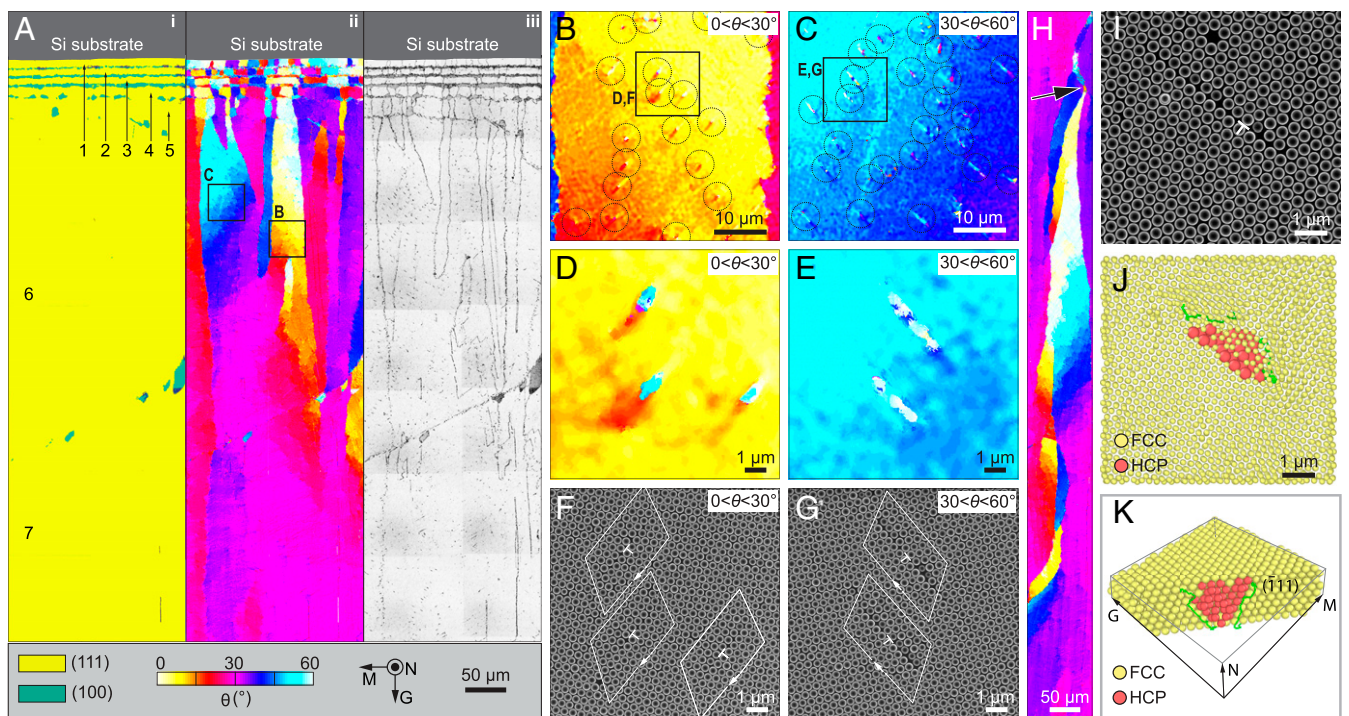 A
i
ii
iii
Si substrate
Si substrate
Si substrate
1 2 3 4 5
6
7
C
B
(111)
(100)
0 30 60
θ(°)
M
N
G
50 μm
B
0<θ<30°
D,F
10 μm
C
30<θ<60°
E,G
10 μm
D
0<θ<30°
1 μm
E
30<θ<60°
1 μm
F
0<θ<30°
1 μm
G
30<θ<60°
1 μm
H
50 μm
I
1 μm
J
FCC
HCP
1 μm
K
(1̄11)
G
M
N
FCC
HCP